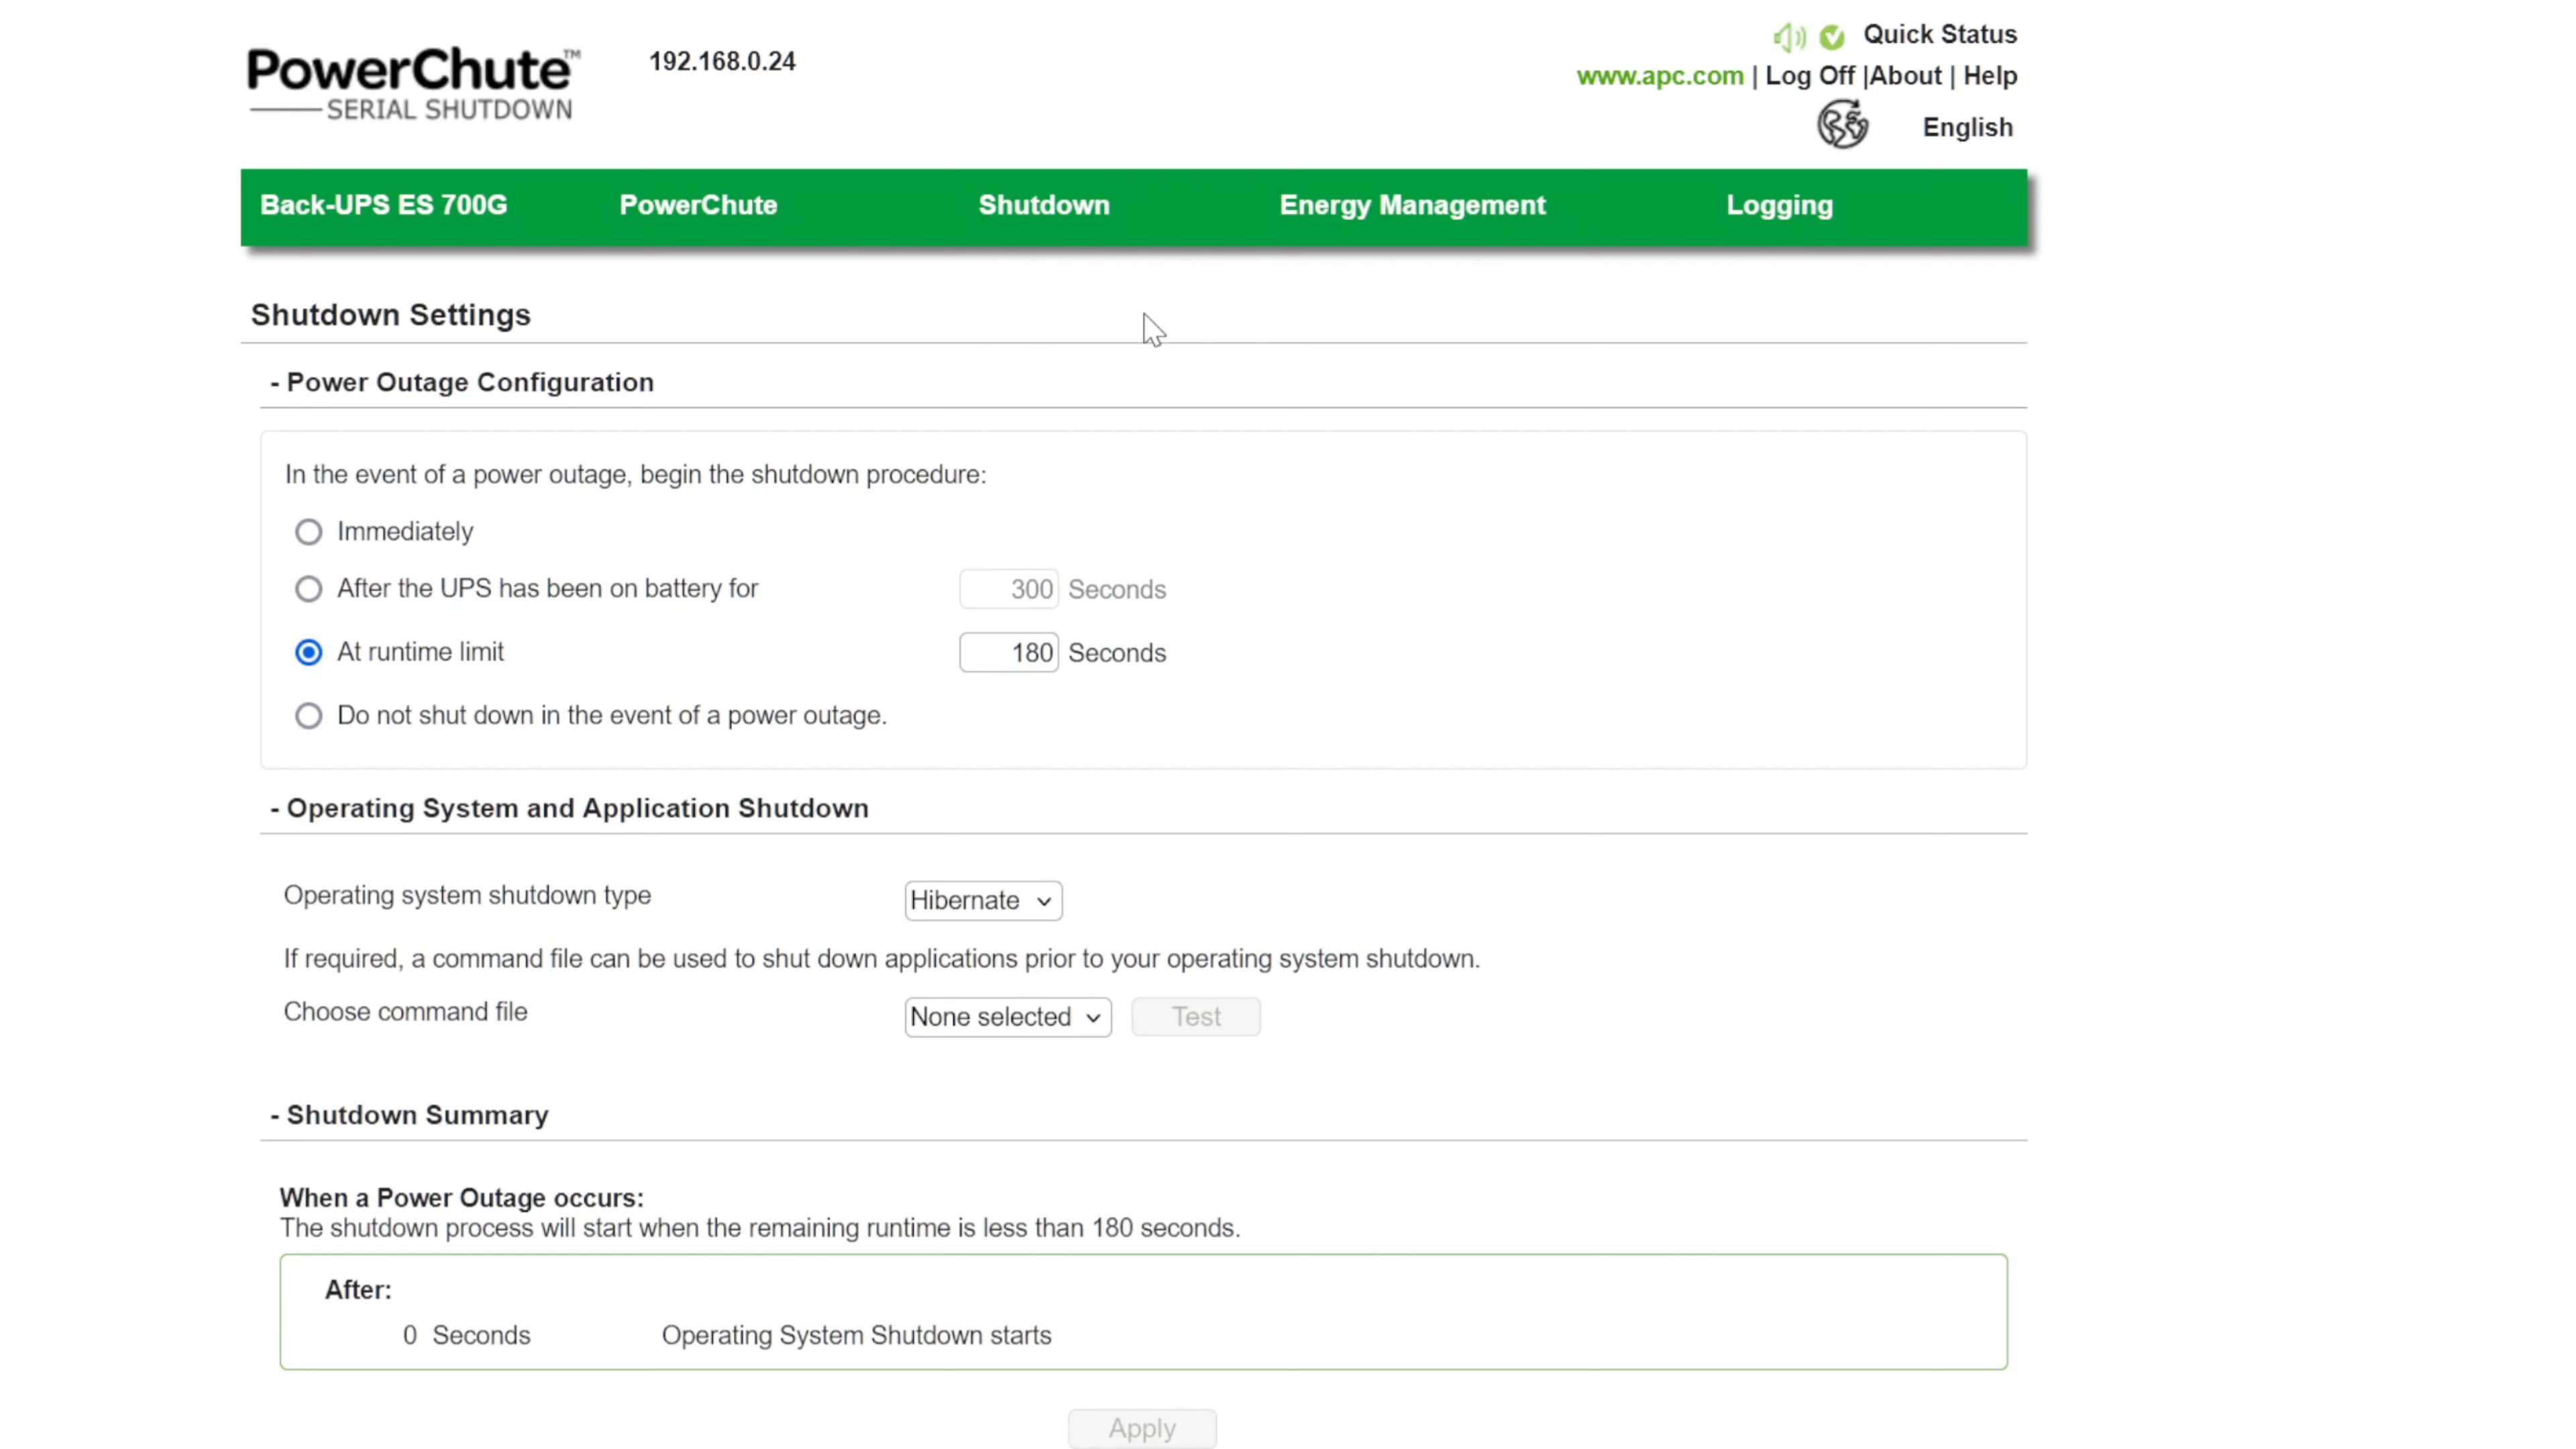 PowerChute™
SERIAL SHUTDOWN
192.168.0.24
Quick Status
www.apc.com | Log Off |About | Help
English
Back-UPS ES 700G PowerChute Shutdown Energy Management Logging
Shutdown Settings
- Power Outage Configuration
In the event of a power outage, begin the shutdown procedure:
Immediately
After the UPS has been on battery for 300 Seconds
At runtime limit 180 Seconds
Do not shut down in the event of a power outage.
- Operating System and Application Shutdown
Operating system shutdown type Hibernate
If required, a command file can be used to shut down applications prior to your operating system shutdown.
Choose command file None selected Test
- Shutdown Summary
When a Power Outage occurs:
The shutdown process will start when the remaining runtime is less than 180 seconds.
After:
0 Seconds Operating System Shutdown starts
Apply